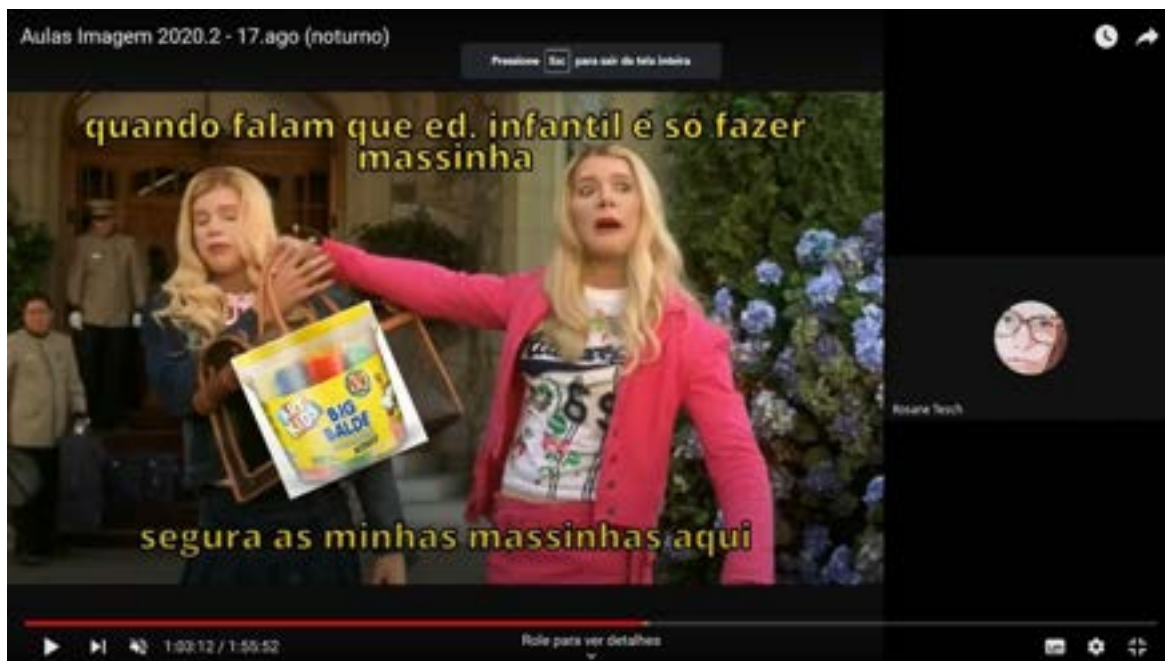 Aulas Imagem 2020.2 - 17.ago (noturno)
Pressione Esc para sair da tela inteira
quando falam que ed. infantil é só fazer
massinha
BIG
BALDE
segura as minhas massinhas aqui
Rosane Tesch
1:03:12 / 1:55:52
Role para ver detalhes